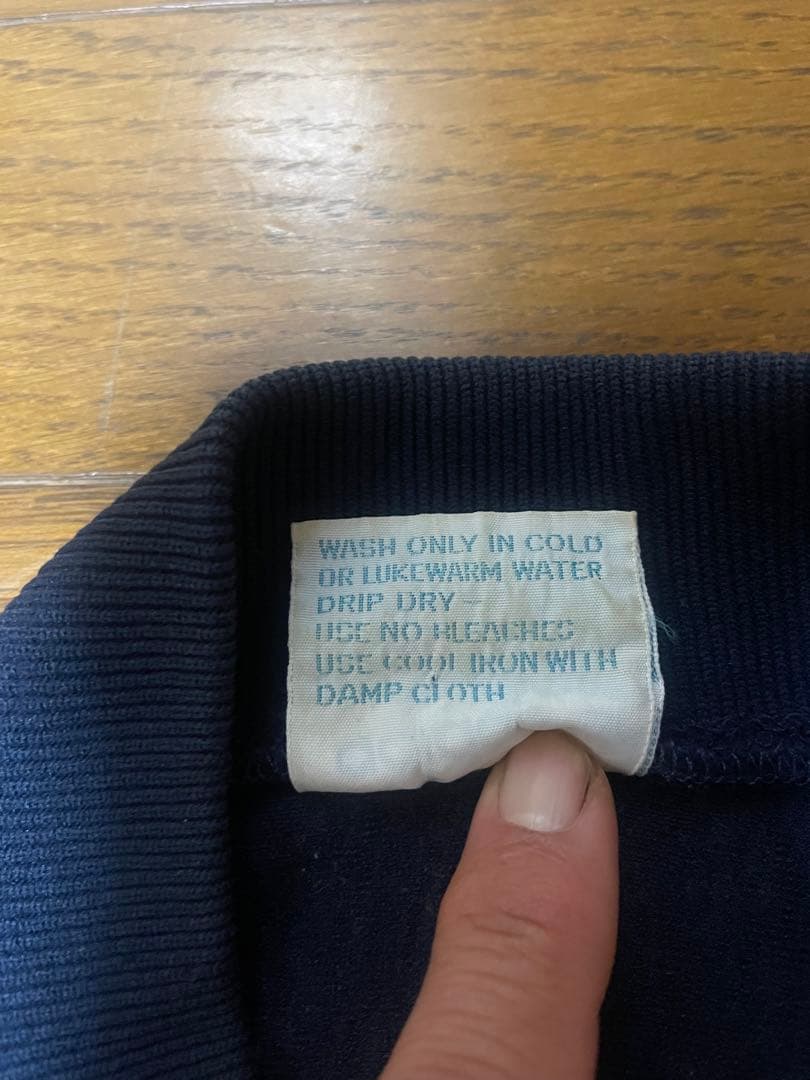 WASH ONLY IN COLD
OR LUKEWARM WATER
DRIP DRY –
USE NO BLEACHES
USE COOL IRON WITH
DAMP CLOTH